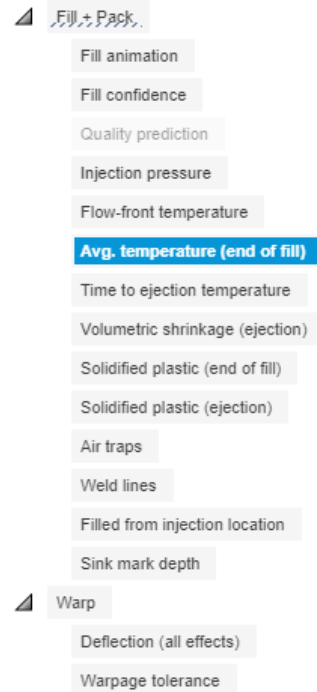 Fill + Pack
Fill animation
Fill confidence
Quality prediction
Injection pressure
Flow-front temperature
Avg. temperature (end of fill)
Time to ejection temperature
Volumetric shrinkage (ejection)
Solidified plastic (end of fill)
Solidified plastic (ejection)
Air traps
Weld lines
Filled from injection location
Sink mark depth
Warp
Deflection (all effects)
Warpage tolerance